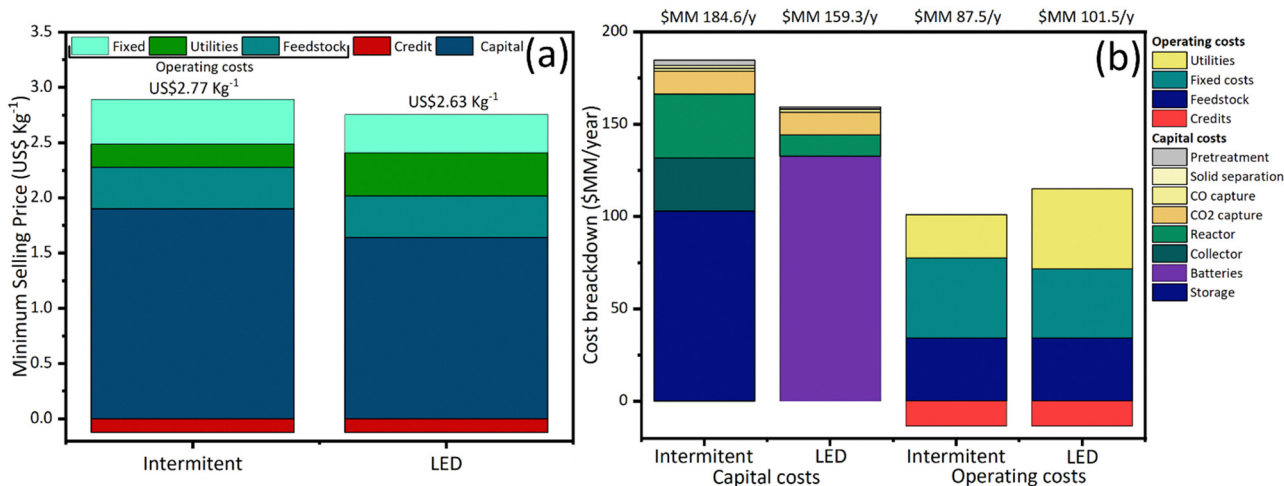 3.5
3.0
2.5
2.0
1.5
1.0
0.5
0.0
Minimum Selling Price (US$ Kg⁻¹)
Fixed Utilities Feedstock Credit Capital
Operating costs
(a)
US$2.77 Kg⁻¹
US$2.63 Kg⁻¹
Intermitent LED
$MM 184.6/y $MM 159.3/y $MM 87.5/y $MM 101.5/y
200
150
100
50
0
Cost breackdown ($MM/year)
(b)
Intermitent LED Intermitent LED
Capital costs Operating costs
Operating costs
Utilities
Fixed costs
Feedstock
Credits
Capital costs
Pretreatment
Solid separation
CO capture
CO2 capture
Reactor
Collector
Batteries
Storage